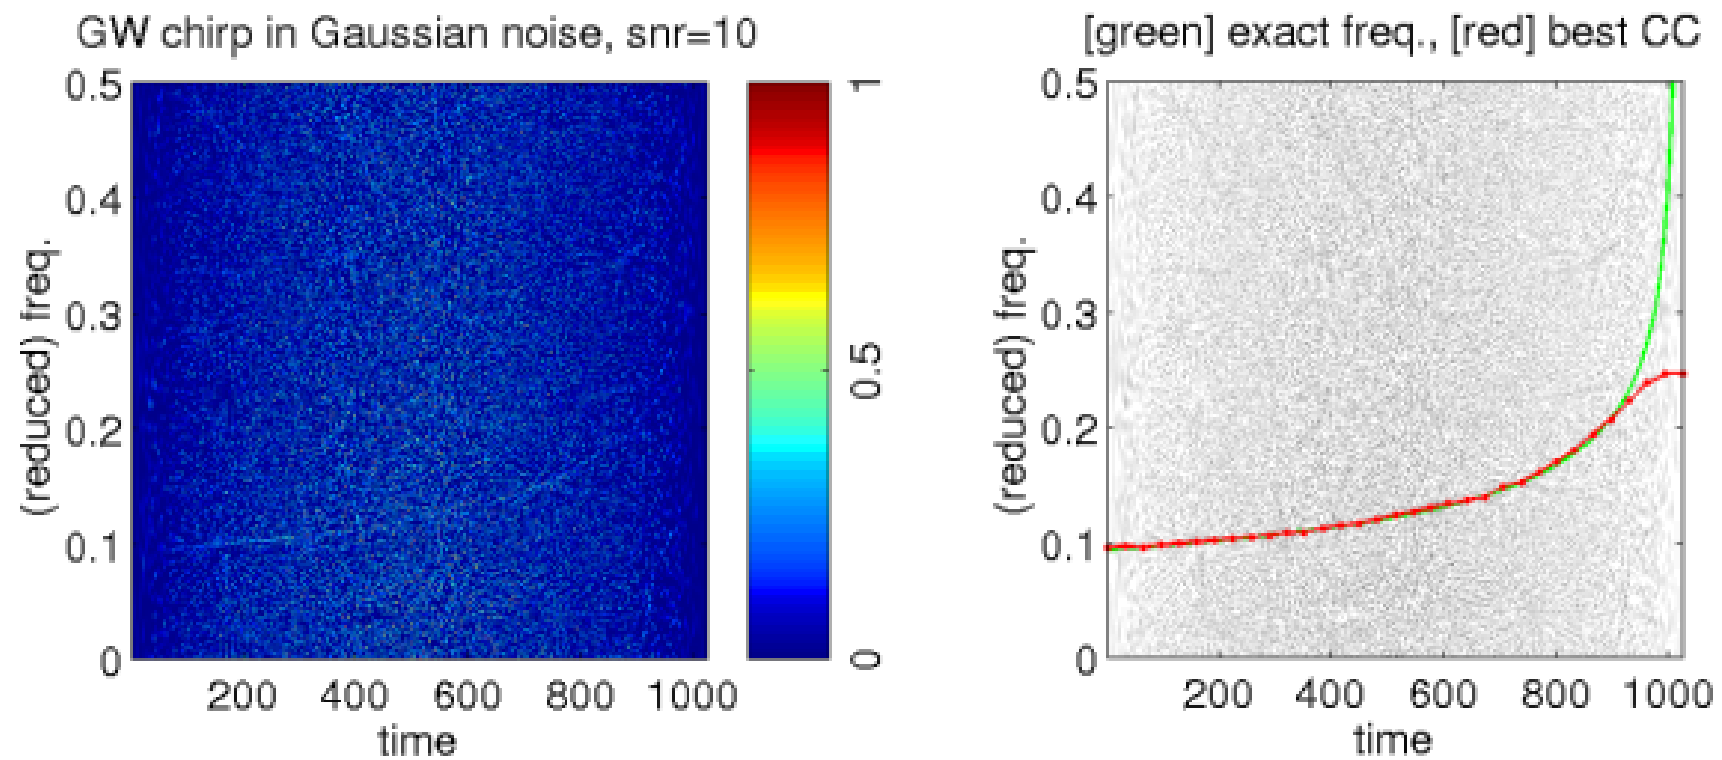 GW chirp in Gaussian noise, snr=10
0.5
0.4
0.3
0.2
0.1
0
(reduced) freq.
200 400 600 800 1000
time
1
0.5
0
[green] exact freq., [red] best CC
0.5
0.4
0.3
0.2
0.1
0
(reduced) freq.
200 400 600 800 1000
time